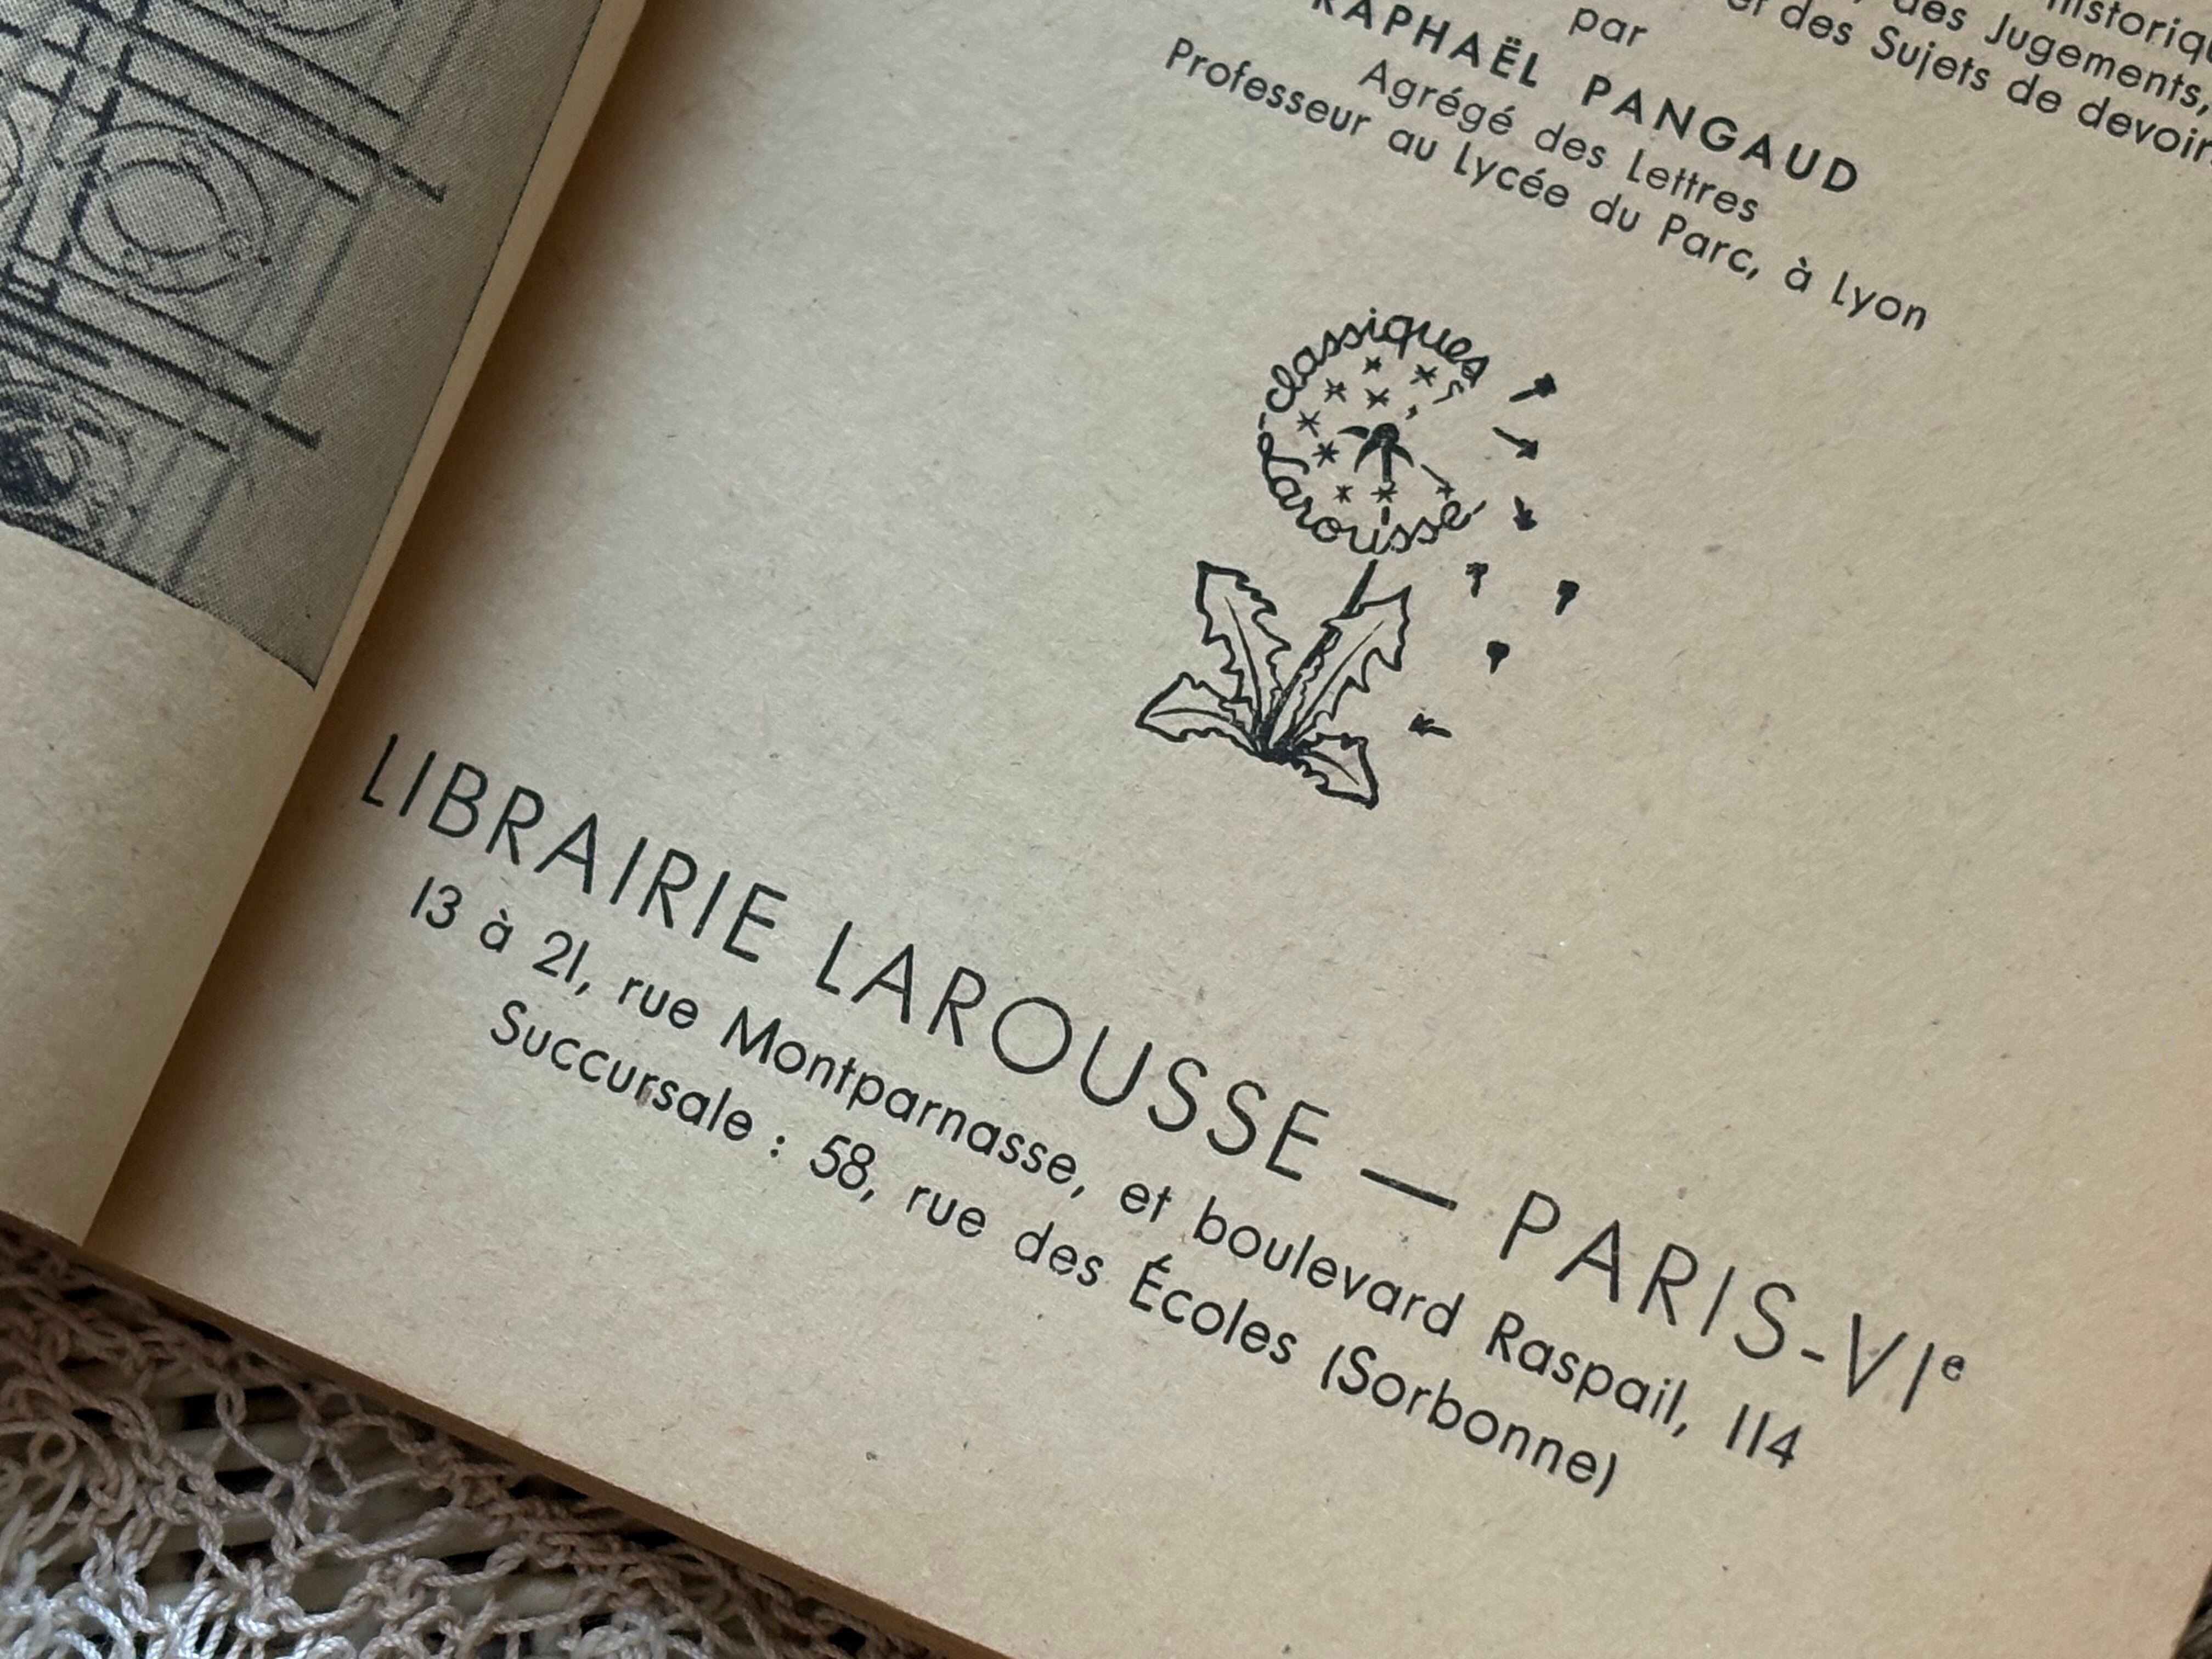 historiq
des Jugements,
et des Sujets de devoir
par
RAPHAËL PANGAUD
Agrégé des Lettres
Professeur au Lycée du Parc, à Lyon
Classiques
Larousse
LIBRAIRIE LAROUSSE — PARIS-VIe
13 à 21, rue Montparnasse, et boulevard Raspail, 114
Succursale : 58, rue des Écoles (Sorbonne)